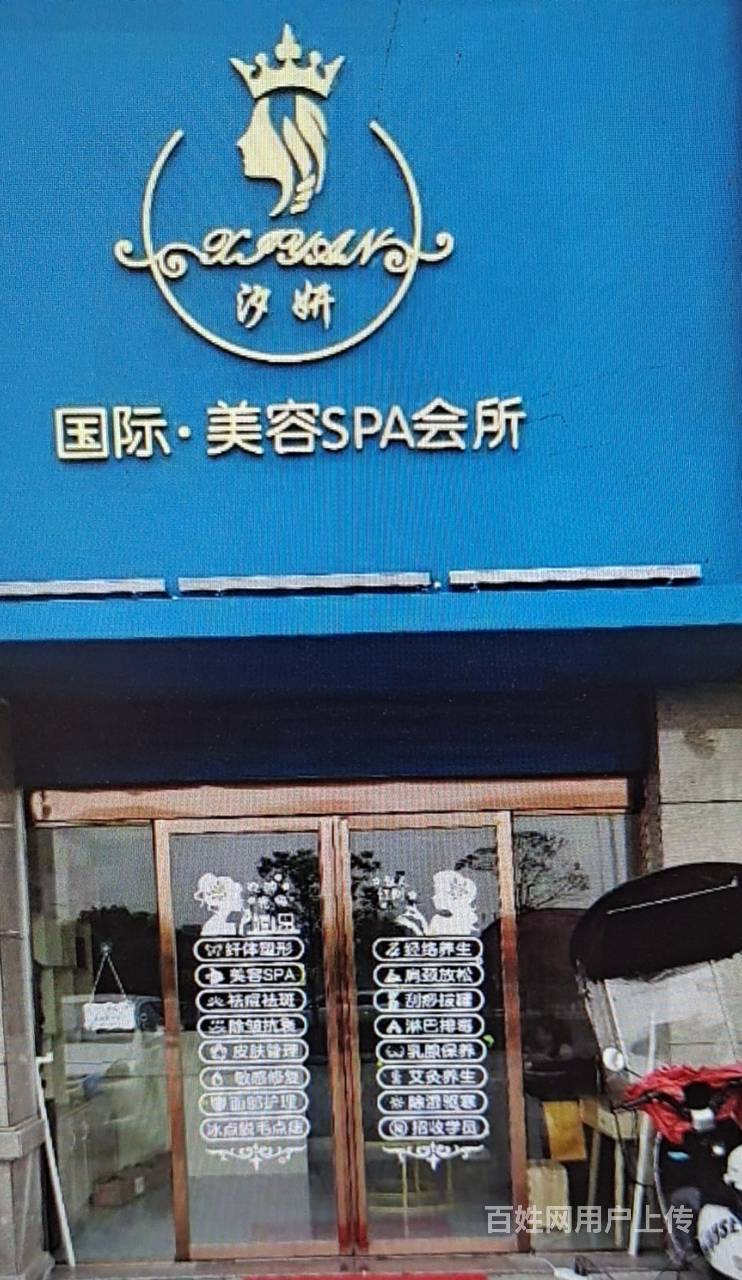 XIYAN
汐妍
国际·美容SPA会所
纤体塑形
美容SPA
祛痘祛斑
除皱抗衰
皮肤管理
敏感修复
面部护理
冰点脱毛点痣
经络养生
肩颈放松
刮痧拔罐
淋巴排毒
乳腺保养
艾灸养生
除湿驱寒
招收学员
百姓网用户上传